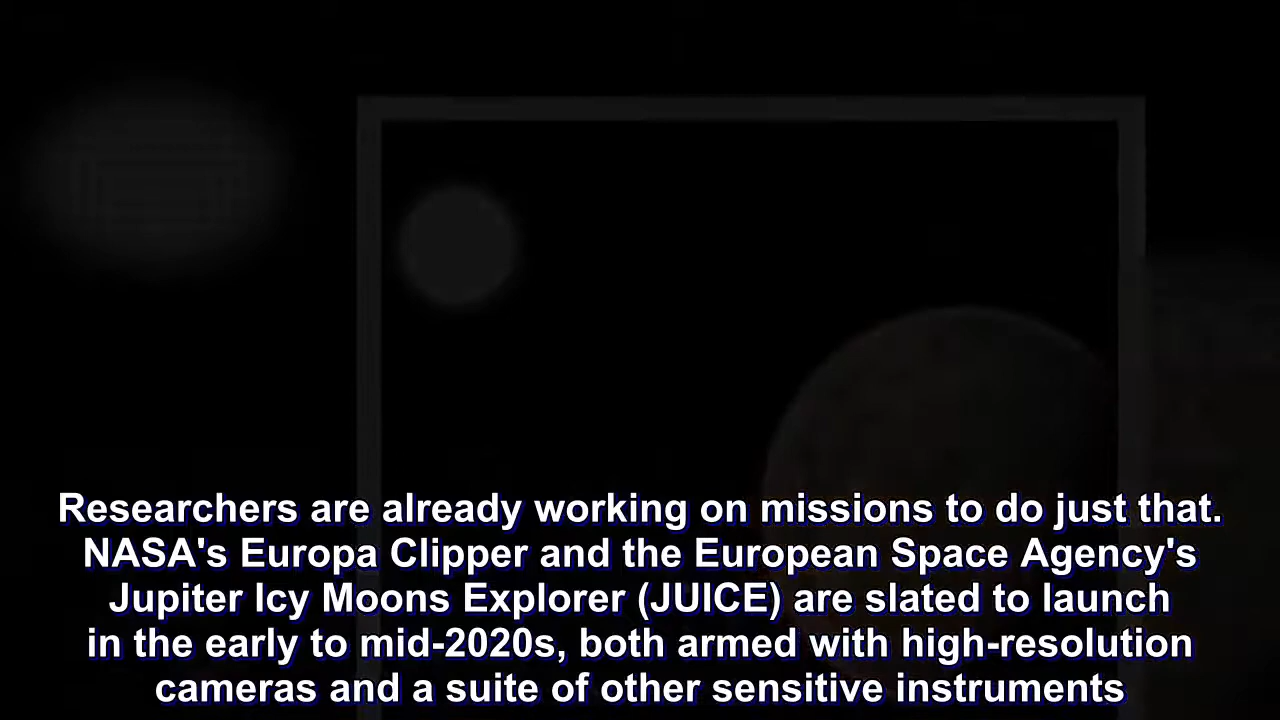 Researchers are already working on missions to do just that.
NASA's Europa Clipper and the European Space Agency's
Jupiter Icy Moons Explorer (JUICE) are slated to launch
in the early to mid-2020s, both armed with high-resolution
cameras and a suite of other sensitive instruments